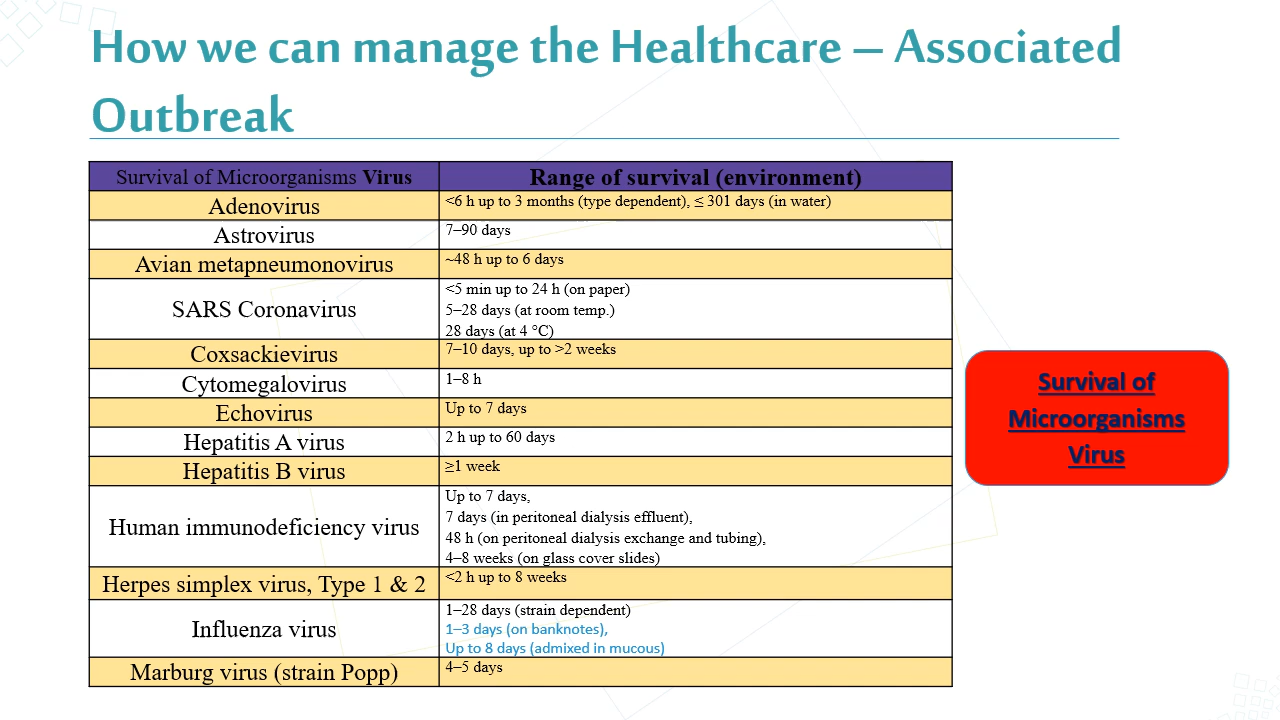 How we can manage the Healthcare – Associated
Outbreak
Survival of Microorganisms Virus
Range of survival (environment)
Adenovirus
<6 h up to 3 months (type dependent), ≤ 301 days (in water)
Astrovirus
7–90 days
Avian metapneumonovirus
~48 h up to 6 days
SARS Coronavirus
<5 min up to 24 h (on paper)
5–28 days (at room temp.)
28 days (at 4 °C)
Coxsackievirus
7–10 days, up to >2 weeks
Cytomegalovirus
1–8 h
Echovirus
Up to 7 days
Hepatitis A virus
2 h up to 60 days
Hepatitis B virus
≥1 week
Human immunodeficiency virus
Up to 7 days,
7 days (in peritoneal dialysis effluent),
48 h (on peritoneal dialysis exchange and tubing),
4–8 weeks (on glass cover slides)
Herpes simplex virus, Type 1 & 2
<2 h up to 8 weeks
Influenza virus
1–28 days (strain dependent)
1–3 days (on banknotes),
Up to 8 days (admixed in mucous)
Marburg virus (strain Popp)
4–5 days
Survival of
Microorganisms
Virus